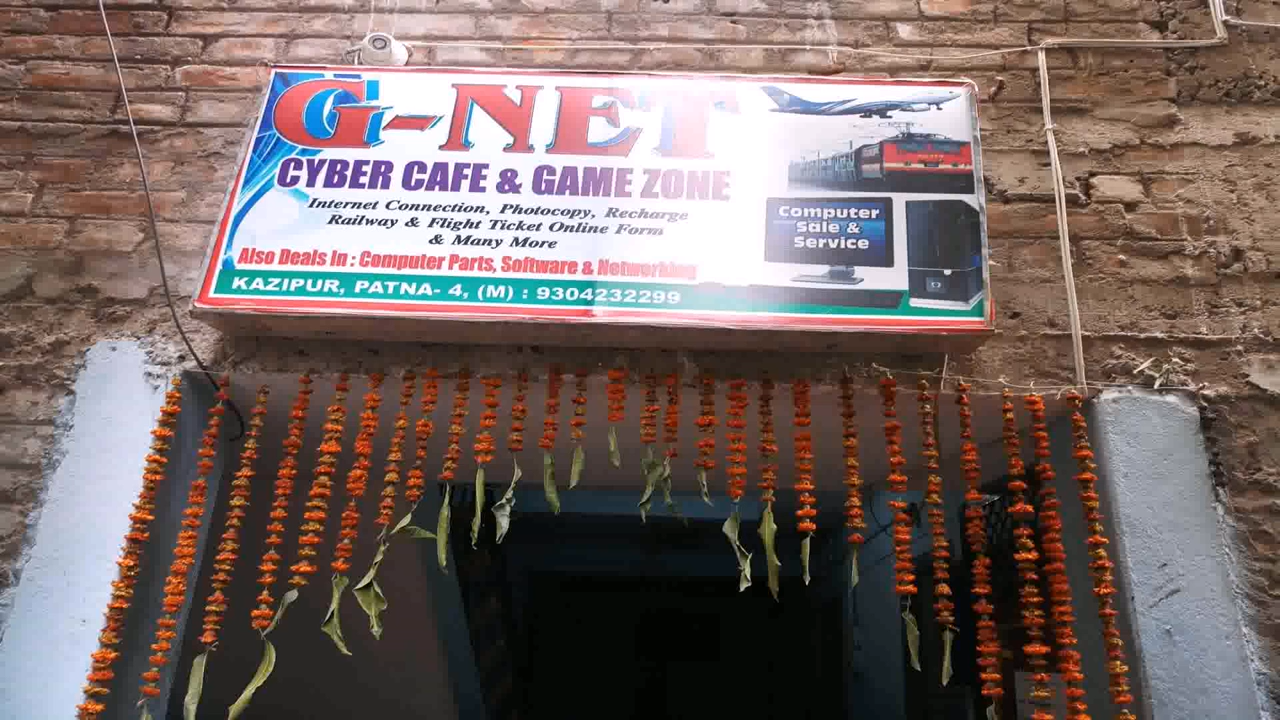 G-NET
CYBER CAFE & GAME ZONE
Internet Connection, Photocopy, Recharge
Railway & Flight Ticket Online Form
& Many More
Also Deals In : Computer Parts, Software & Networking
KAZIPUR, PATNA- 4, (M) : 9304232299
Computer
Sale &
Service